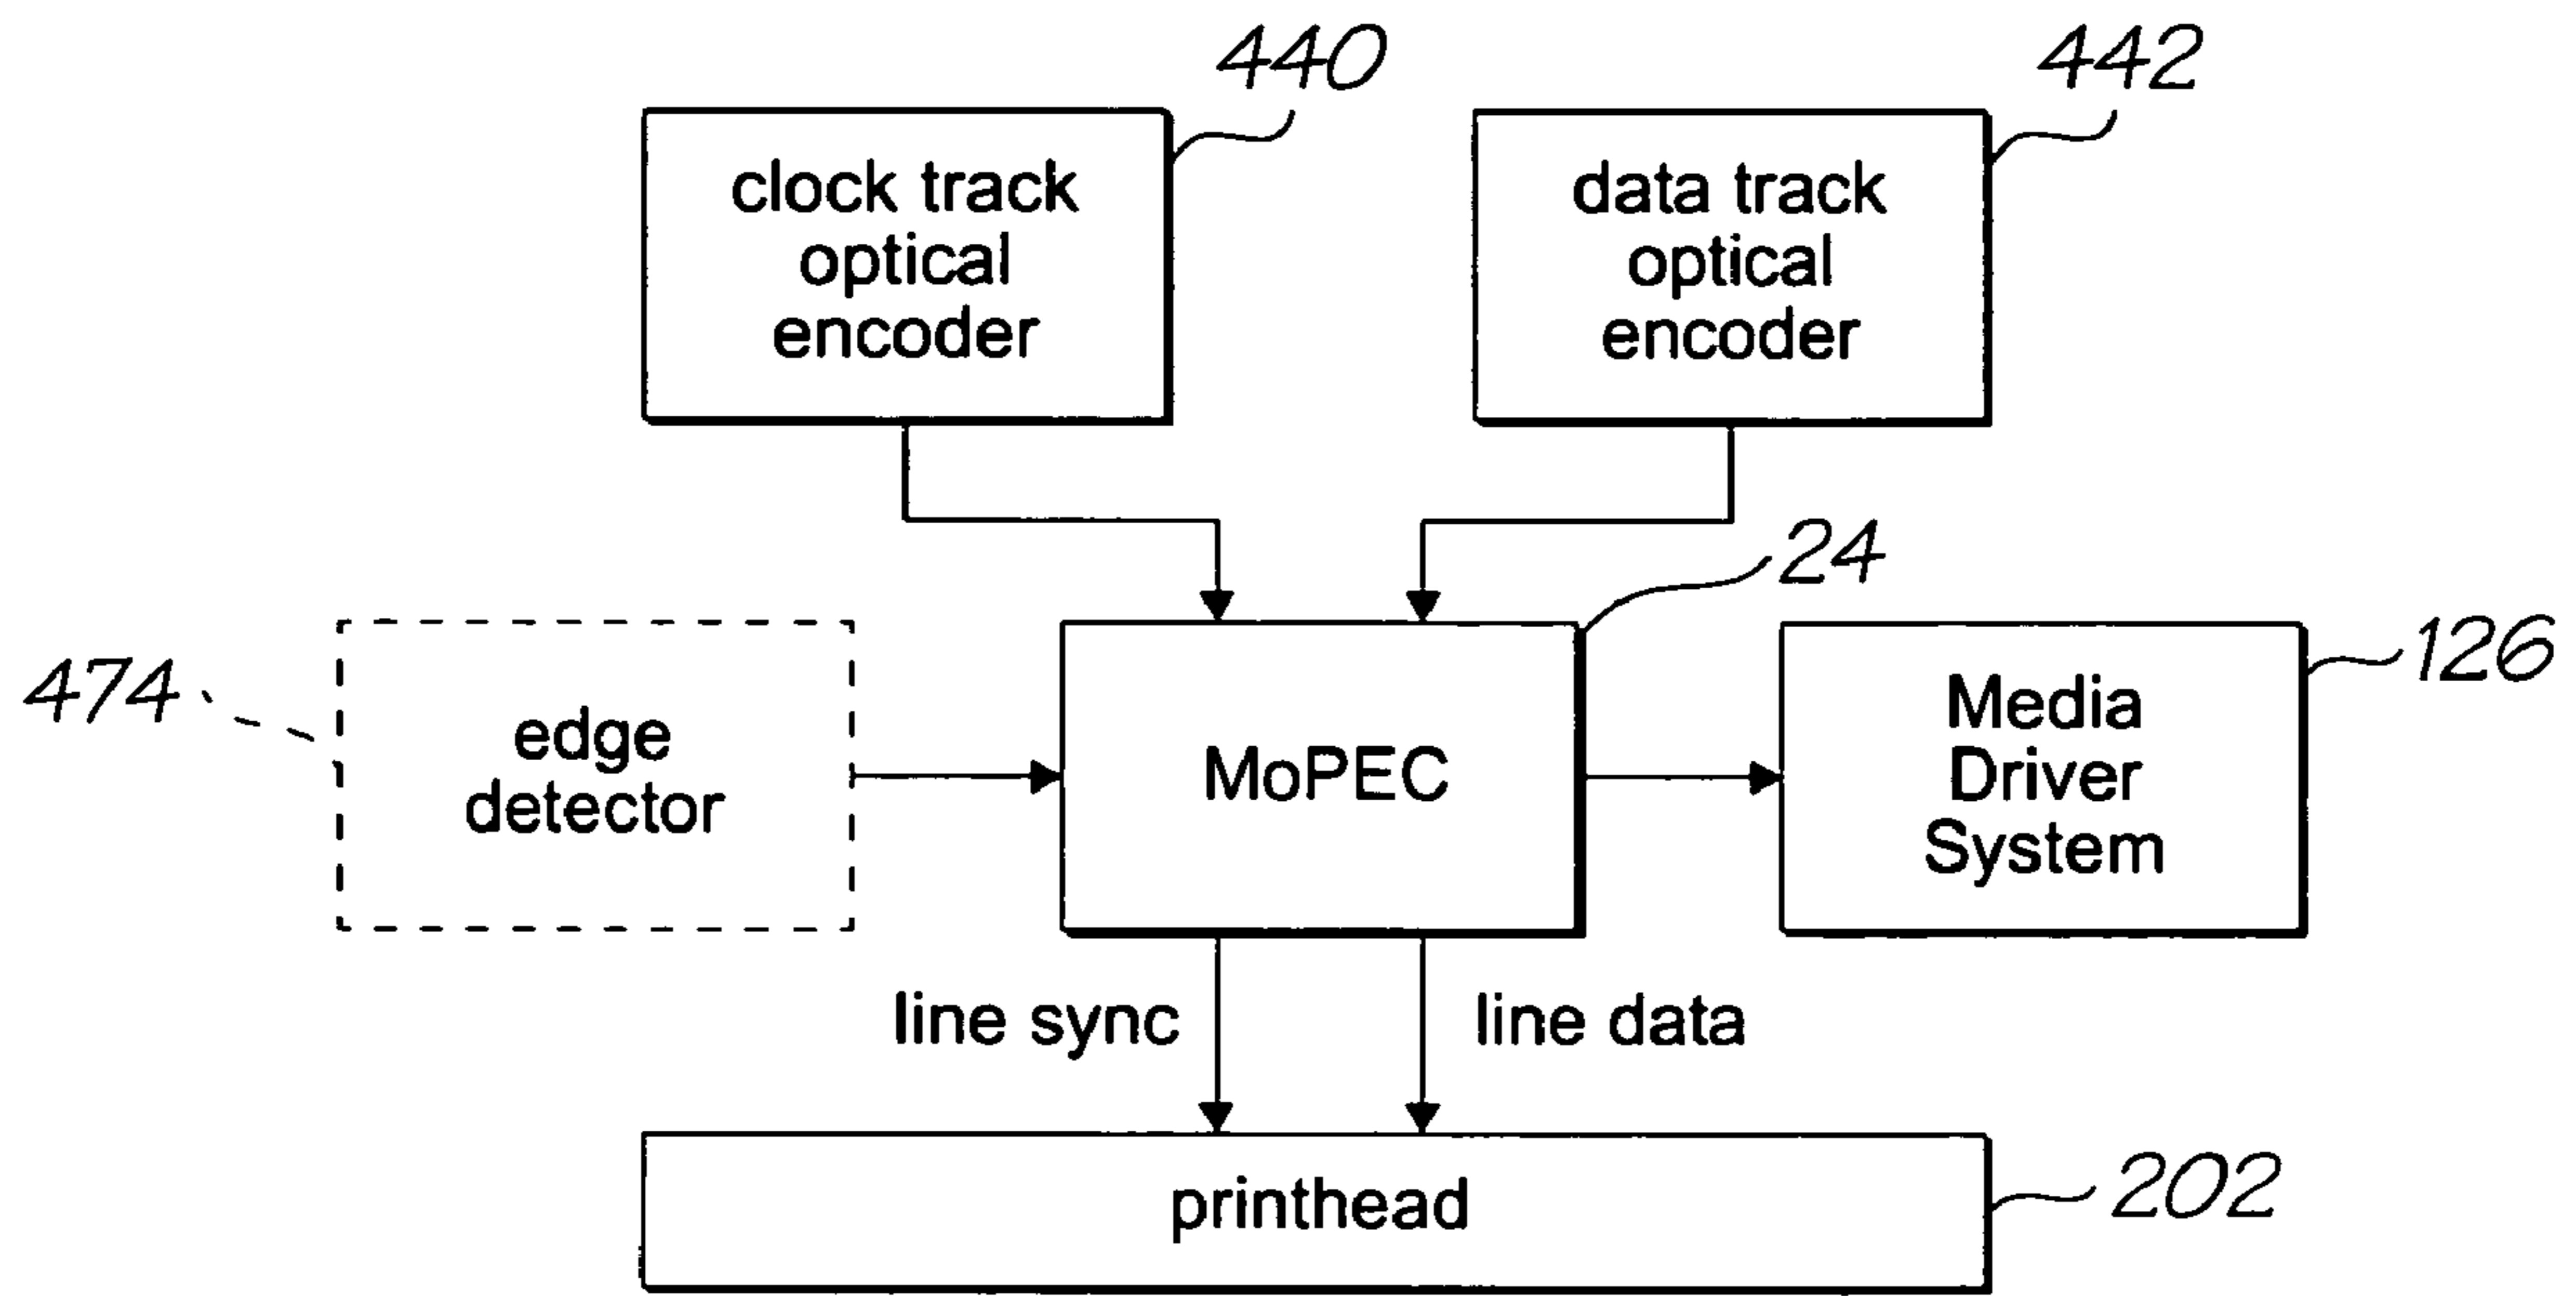 440
442
clock track
optical
encoder
data track
optical
encoder
24
474
edge
detector
MoPEC
126
Media
Driver
System
line sync
line data
printhead
202